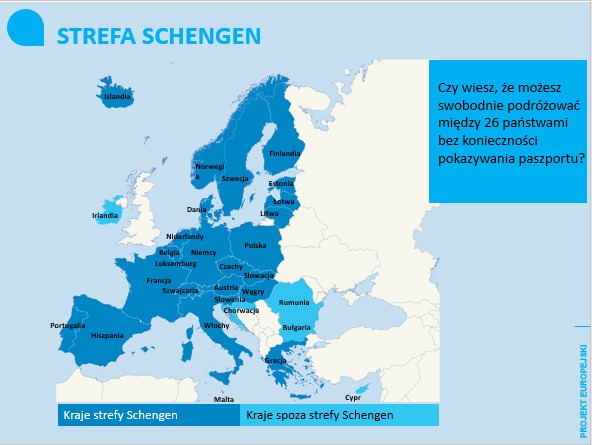 STREFA SCHENGEN
Czy wiesz, że możesz
swobodnie podróżować
między 26 państwami
bez konieczności
pokazywania paszportu?
Islandia
Norwegi
a
Szwecja
Finlandia
Estonia
Łotwa
Litwa
Dania
Irlandia
Niderlandy
Belgia
Niemcy
Polska
Luksemburg
Czechy
Słowacja
Francja
Austria
Węgry
Szwajcaria
Słowenia
Rumunia
Chorwacja
Portugalia
Hiszpania
Włochy
Bułgaria
Grecja
Malta
Cypr
Kraje strefy Schengen
Kraje spoza strefy Schengen
PROJEKT EUROPEJSKI